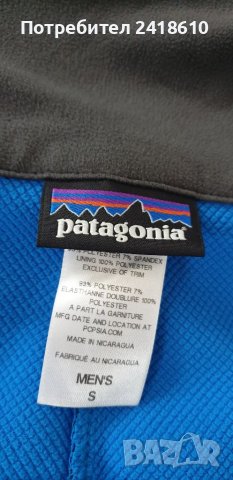 Потребител 2418610
patagonia
93% POLYESTER 7% SPANDEX
LINING 100% POLYESTER
EXCLUSIVE OF TRIM
93% POLYESTER 7%
ELASTHANNE DOUBLURE 100%
POLYESTER
A PART LA GARNITURE
MFG DATE AND LOCATION AT
PCPSIA.COM
MADE IN NICARAGUA
FABRIQUÉ AU NICARAGUA
MEN'S
S
BAZAR